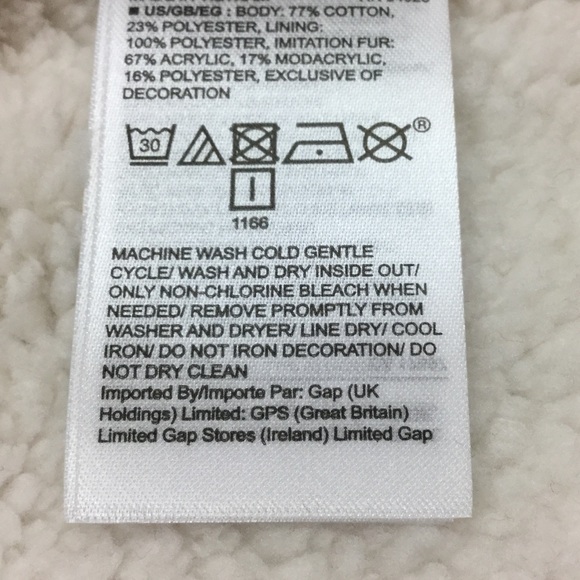 ■ US/GB/EG : BODY: 77% COTTON,
23% POLYESTER, LINING:
100% POLYESTER, IMITATION FUR:
67% ACRYLIC, 17% MODACRYLIC,
16% POLYESTER, EXCLUSIVE OF
DECORATION
30
®
1166
MACHINE WASH COLD GENTLE
CYCLE/ WASH AND DRY INSIDE OUT/
ONLY NON-CHLORINE BLEACH WHEN
NEEDED/ REMOVE PROMPTLY FROM
WASHER AND DRYER/ LINE DRY/ COOL
IRON/ DO NOT IRON DECORATION/ DO
NOT DRY CLEAN
Imported By/Importe Par: Gap (UK
Holdings) Limited: GPS (Great Britain)
Limited Gap Stores (Ireland) Limited Gap